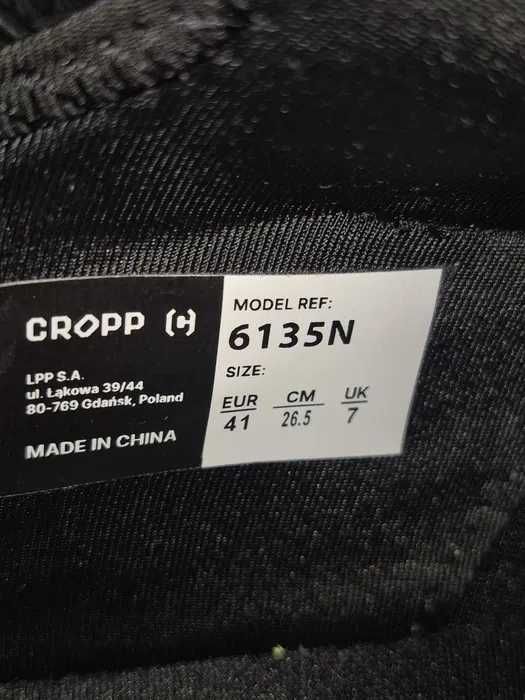 CROPP [C]
LPP S.A.
ul. Łąkowa 39/44
80-769 Gdańsk, Poland
MADE IN CHINA
MODEL REF:
6135N
SIZE:
EUR CM UK
41 26.5 7